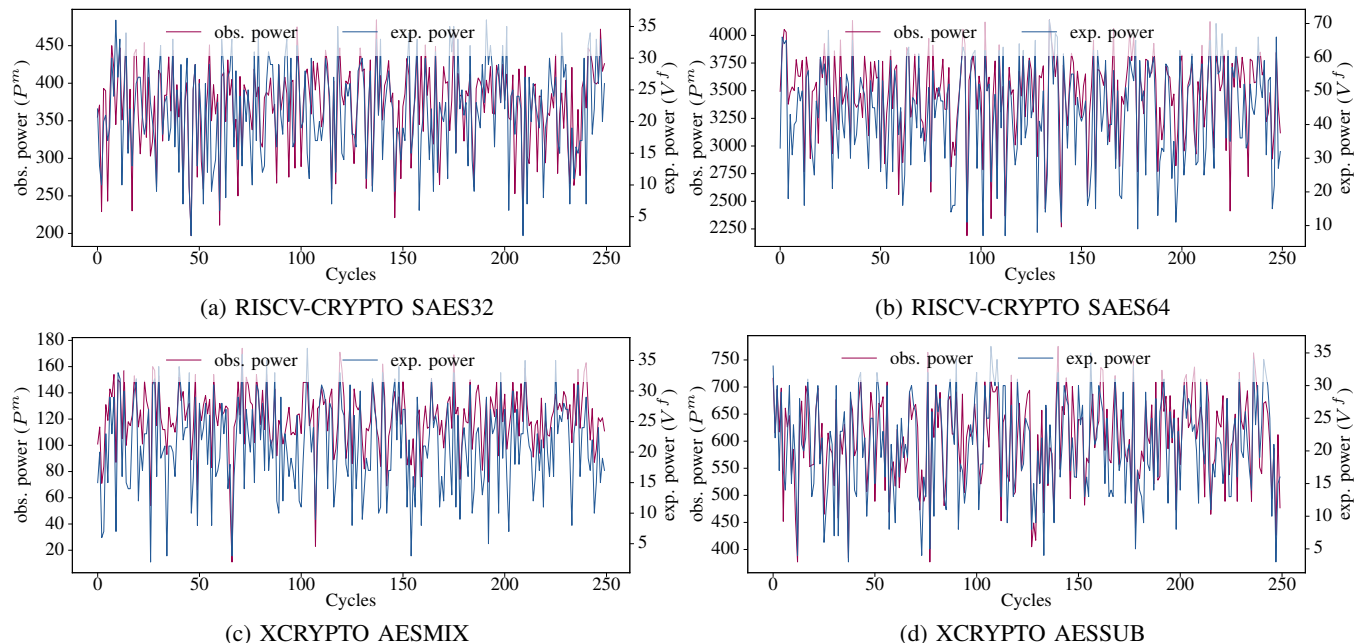 obs. power exp. power
450
400
350
300
250
200
obs. power (P^m)
35
30
25
20
15
10
5
exp. power (V^f)
0 50 100 150 200 250
Cycles
(a) RISCV-CRYPTO SAES32
obs. power exp. power
4000
3750
3500
3250
3000
2750
2500
2250
obs. power (P^m)
70
60
50
40
30
20
10
exp. power (V^f)
0 50 100 150 200 250
Cycles
(b) RISCV-CRYPTO SAES64
obs. power exp. power
180
160
140
120
100
80
60
40
20
obs. power (P^m)
35
30
25
20
15
10
5
exp. power (V^f)
0 50 100 150 200 250
Cycles
(c) XCRYPTO AESMIX
obs. power exp. power
750
700
650
600
550
500
450
400
obs. power (P^m)
35
30
25
20
15
10
5
exp. power (V^f)
0 50 100 150 200 250
Cycles
(d) XCRYPTO AESSUB